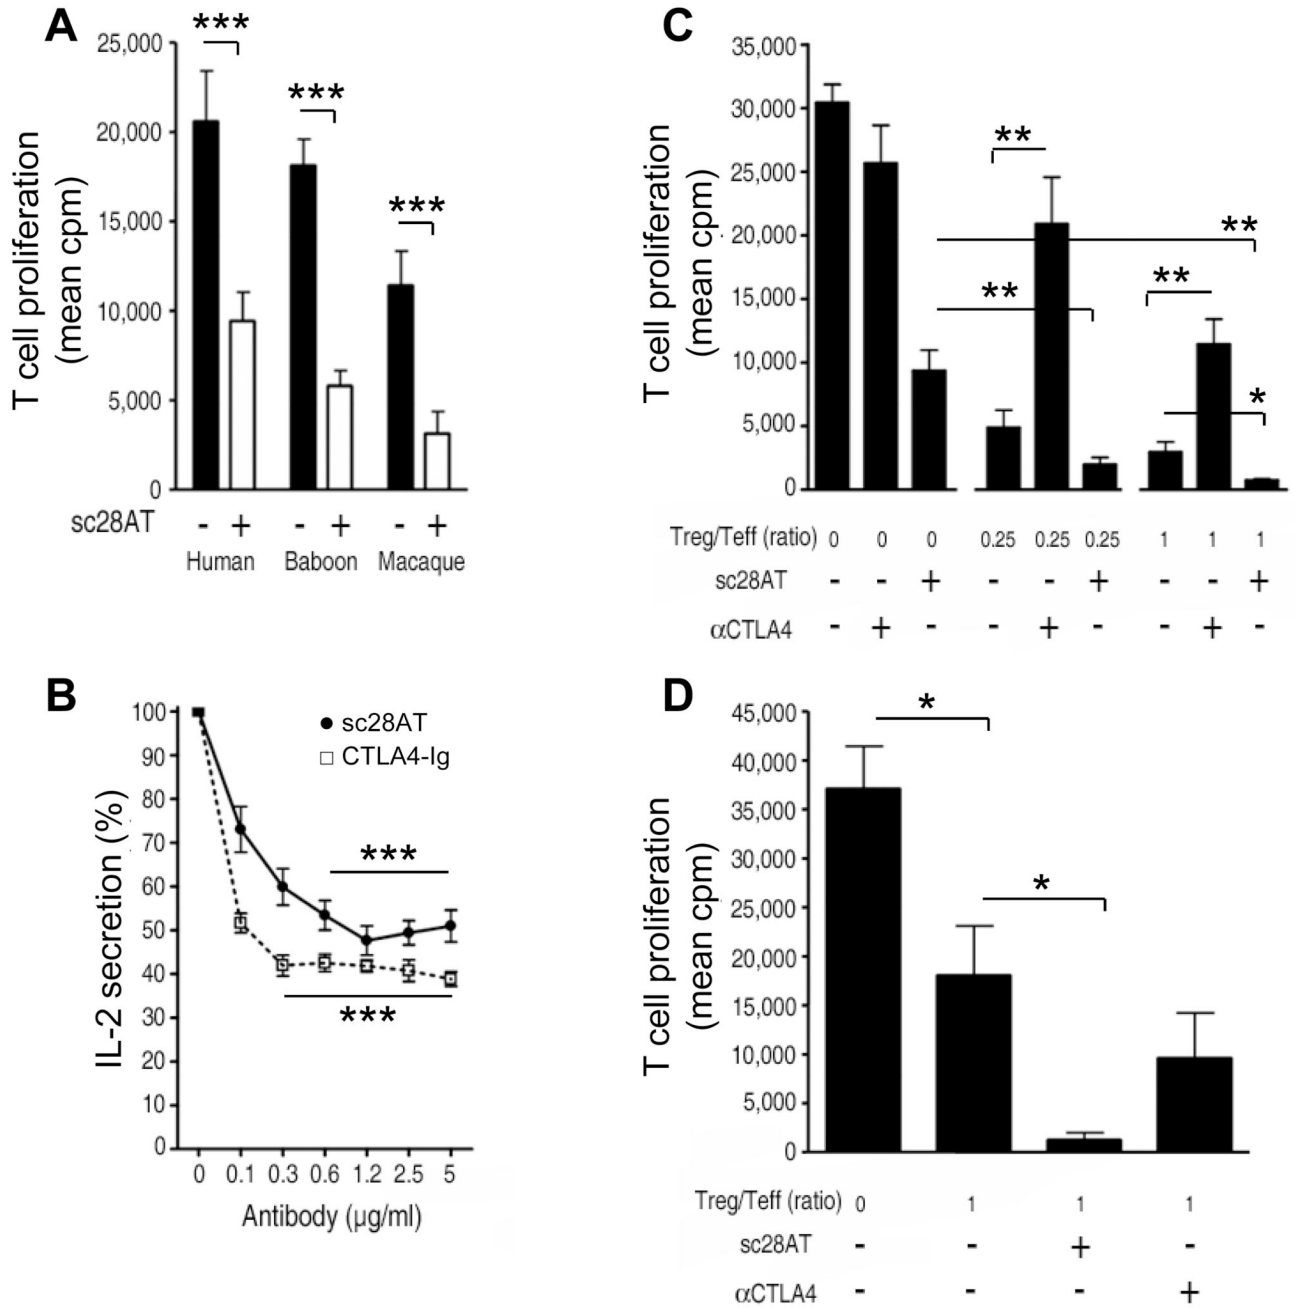 A
***
***
***
25,000
20,000
15,000
10,000
5,000
0
T cell proliferation
(mean cpm)
sc28AT - + - + - +
Human Baboon Macaque
C
35,000
30,000
25,000
20,000
15,000
10,000
5,000
0
T cell proliferation
(mean cpm)
**
**
**
**
*
Treg/Teff (ratio) 0 0 0 0.25 0.25 0.25 1 1 1
sc28AT - - + - - + - - +
αCTLA4 - + - - + - - + -
B
100
90
80
70
60
50
40
30
20
10
0
IL-2 secretion (%)
sc28AT
CTLA4-Ig
***
***
0 0.1 0.3 0.6 1.2 2.5 5
Antibody (µg/ml)
D
45,000
40,000
35,000
30,000
25,000
20,000
15,000
10,000
5,000
0
T cell proliferation
(mean cpm)
*
*
Treg/Teff (ratio) 0 1 1 1
sc28AT - - + -
αCTLA4 - - - +